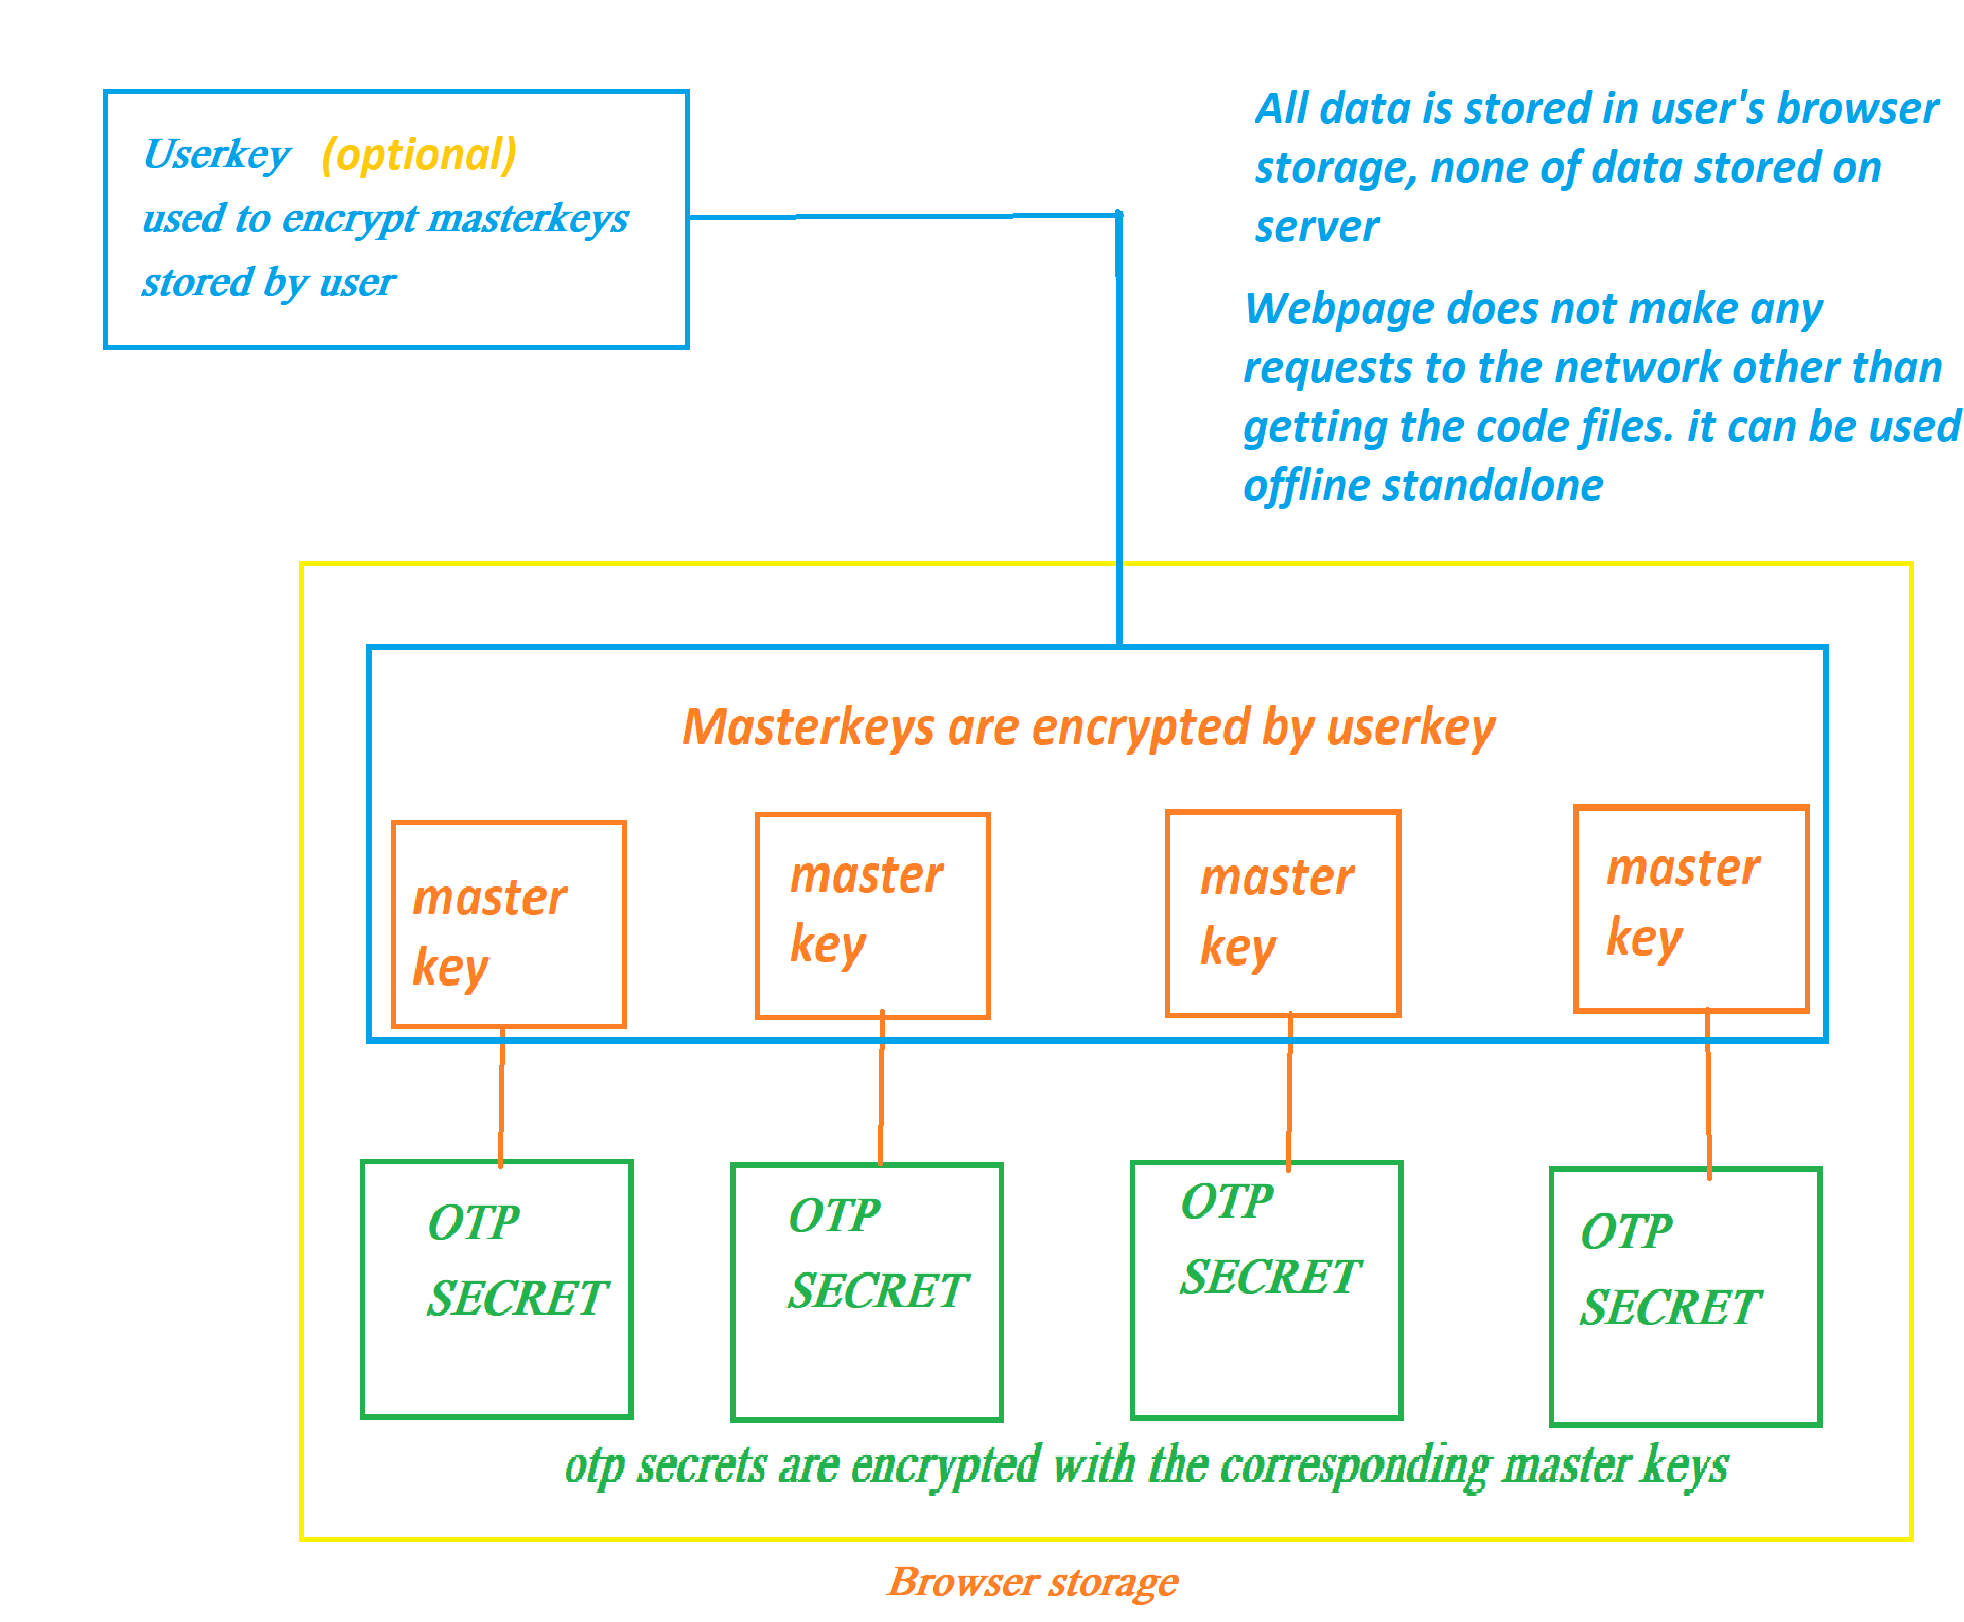 Userkey (optional)
used to encrypt masterkeys
stored by user
All data is stored in user's browser
storage, none of data stored on
server
Webpage does not make any
requests to the network other than
getting the code files. it can be used
offline standalone
Masterkeys are encrypted by userkey
master
key
master
key
master
key
master
key
OTP
SECRET
OTP
SECRET
OTP
SECRET
OTP
SECRET
otp secrets are encrypted with the corresponding master keys
Browser storage